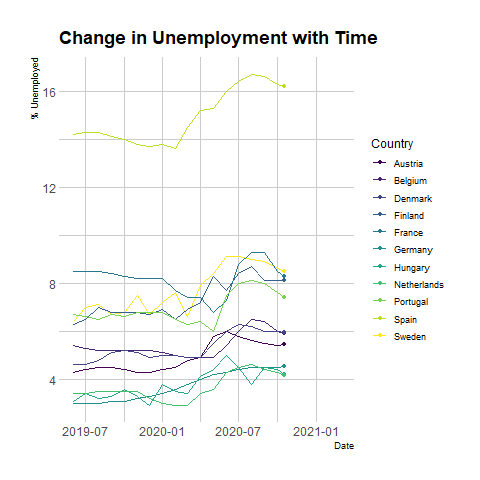 Change in Unemployment with Time
% Unemployed
16
12
8
4
2019-07
2020-01
2020-07
2021-01
Date
Country
Austria
Belgium
Denmark
Finland
France
Germany
Hungary
Netherlands
Portugal
Spain
Sweden